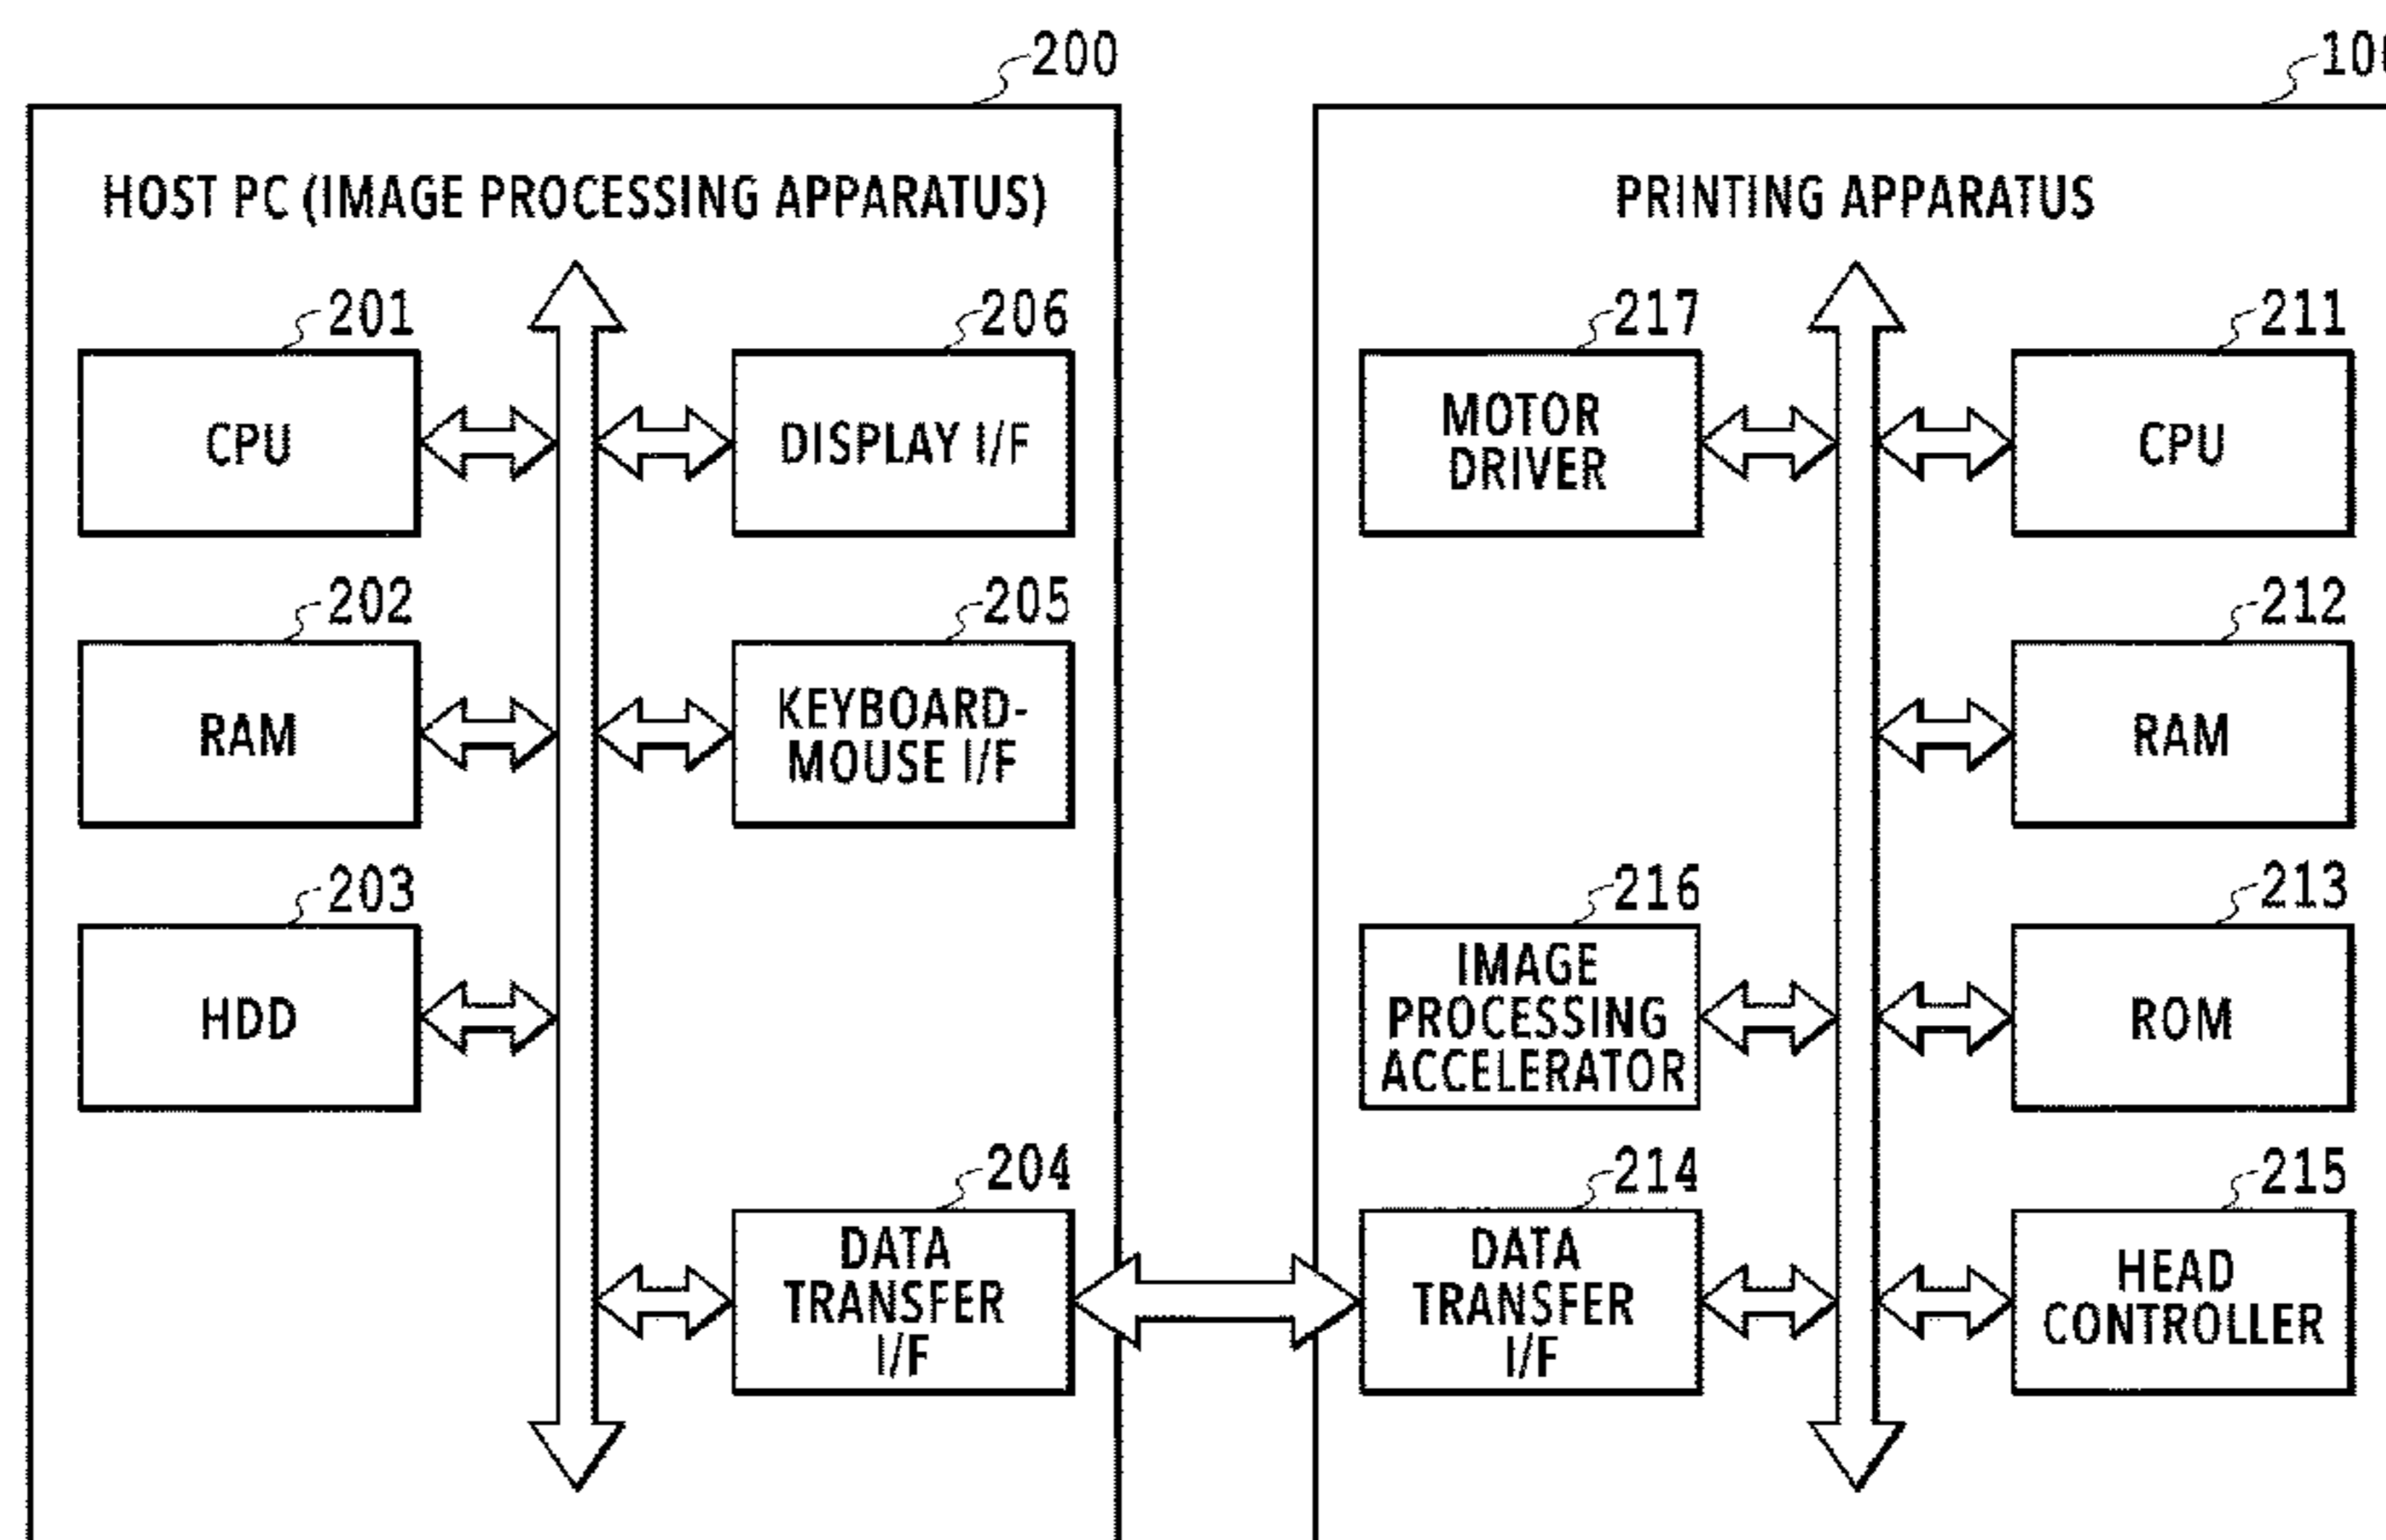 200
100
HOST PC (IMAGE PROCESSING APPARATUS)
PRINTING APPARATUS
201
206
217
211
CPU
DISPLAY I/F
MOTOR
DRIVER
CPU
202
205
212
RAM
KEYBOARD-
MOUSE I/F
RAM
203
216
213
HDD
IMAGE
PROCESSING
ACCELERATOR
ROM
204
214
215
DATA
TRANSFER
I/F
DATA
TRANSFER
I/F
HEAD
CONTROLLER